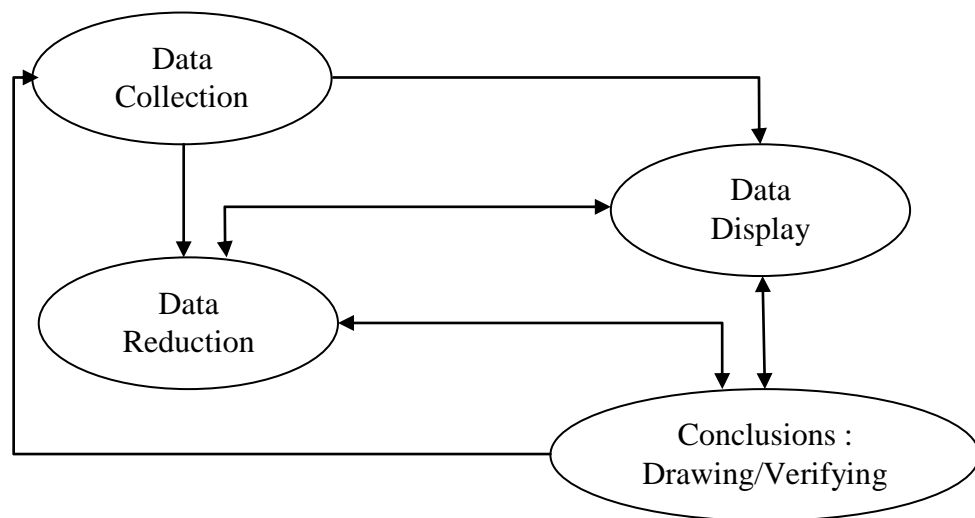 Data
Collection
Data
Display
Data
Reduction
Conclusions :
Drawing/Verifying